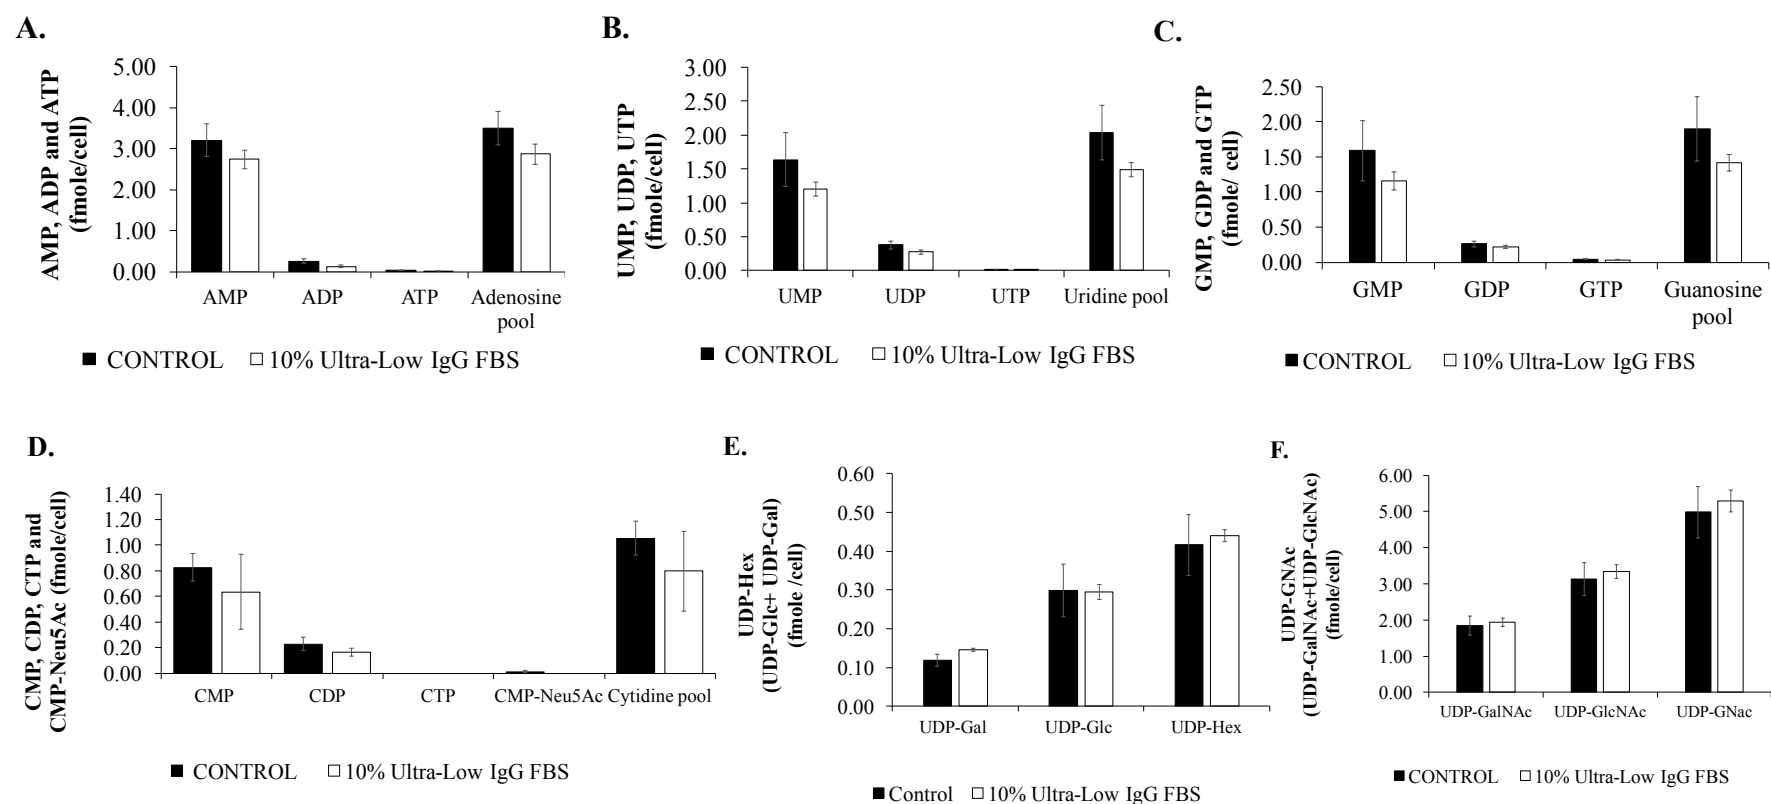 A.
AMP, ADP and ATP
(fmole/cell)
5.00
4.00
3.00
2.00
1.00
0.00
AMP
ADP
ATP
Adenosine
pool
■ CONTROL □ 10% Ultra-Low IgG FBS
B.
UMP, UDP, UTP
(fmole/cell)
3.00
2.50
2.00
1.50
1.00
0.50
0.00
UMP
UDP
UTP
Uridine pool
■ CONTROL □ 10% Ultra-Low IgG FBS
C.
GMP, GDP and GTP
(fmole/ cell)
2.50
2.00
1.50
1.00
0.50
0.00
GMP
GDP
GTP
Guanosine
pool
■ CONTROL □ 10% Ultra-Low IgG FBS
D.
CMP, CDP, CTP and
CMP-Neu5Ac (fmole/cell)
1.40
1.20
1.00
0.80
0.60
0.40
0.20
0.00
CMP
CDP
CTP
CMP-Neu5Ac
Cytidine pool
■ CONTROL □ 10% Ultra-Low IgG FBS
E.
UDP-Hex
(UDP-Glc+ UDP-Gal)
(fmole /cell)
0.60
0.50
0.40
0.30
0.20
0.10
0.00
UDP-Gal
UDP-Glc
UDP-Hex
■ Control □ 10% Ultra-Low IgG FBS
F.
UDP-GNAc
(UDP-GalNAc+UDP-GlcNAc)
(fmole/cell)
6.00
5.00
4.00
3.00
2.00
1.00
0.00
UDP-GalNAc
UDP-GlcNAc
UDP-GNac
■ CONTROL □ 10% Ultra-Low IgG FBS